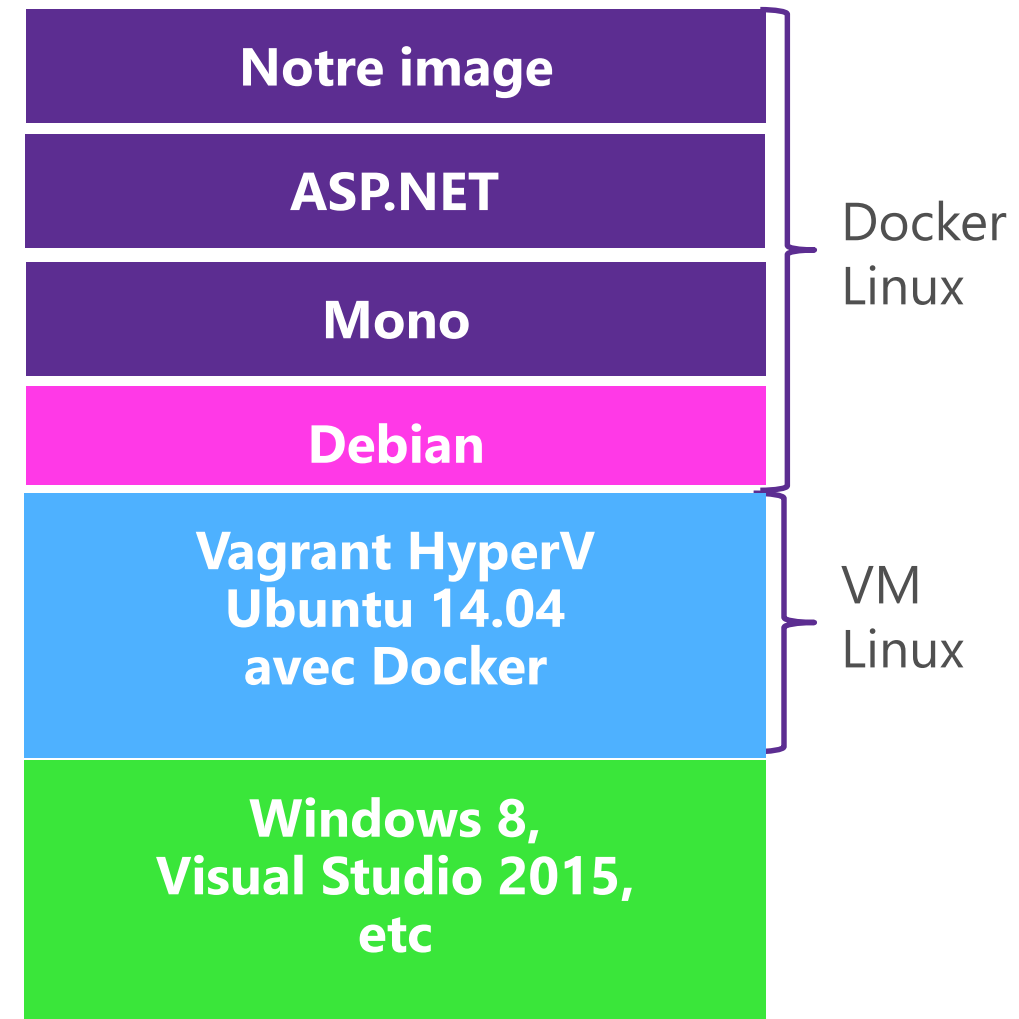 Notre image
ASP.NET
Mono
Debian
Docker
Linux
Vagrant HyperV
Ubuntu 14.04
avec Docker
VM
Linux
Windows 8,
Visual Studio 2015,
etc